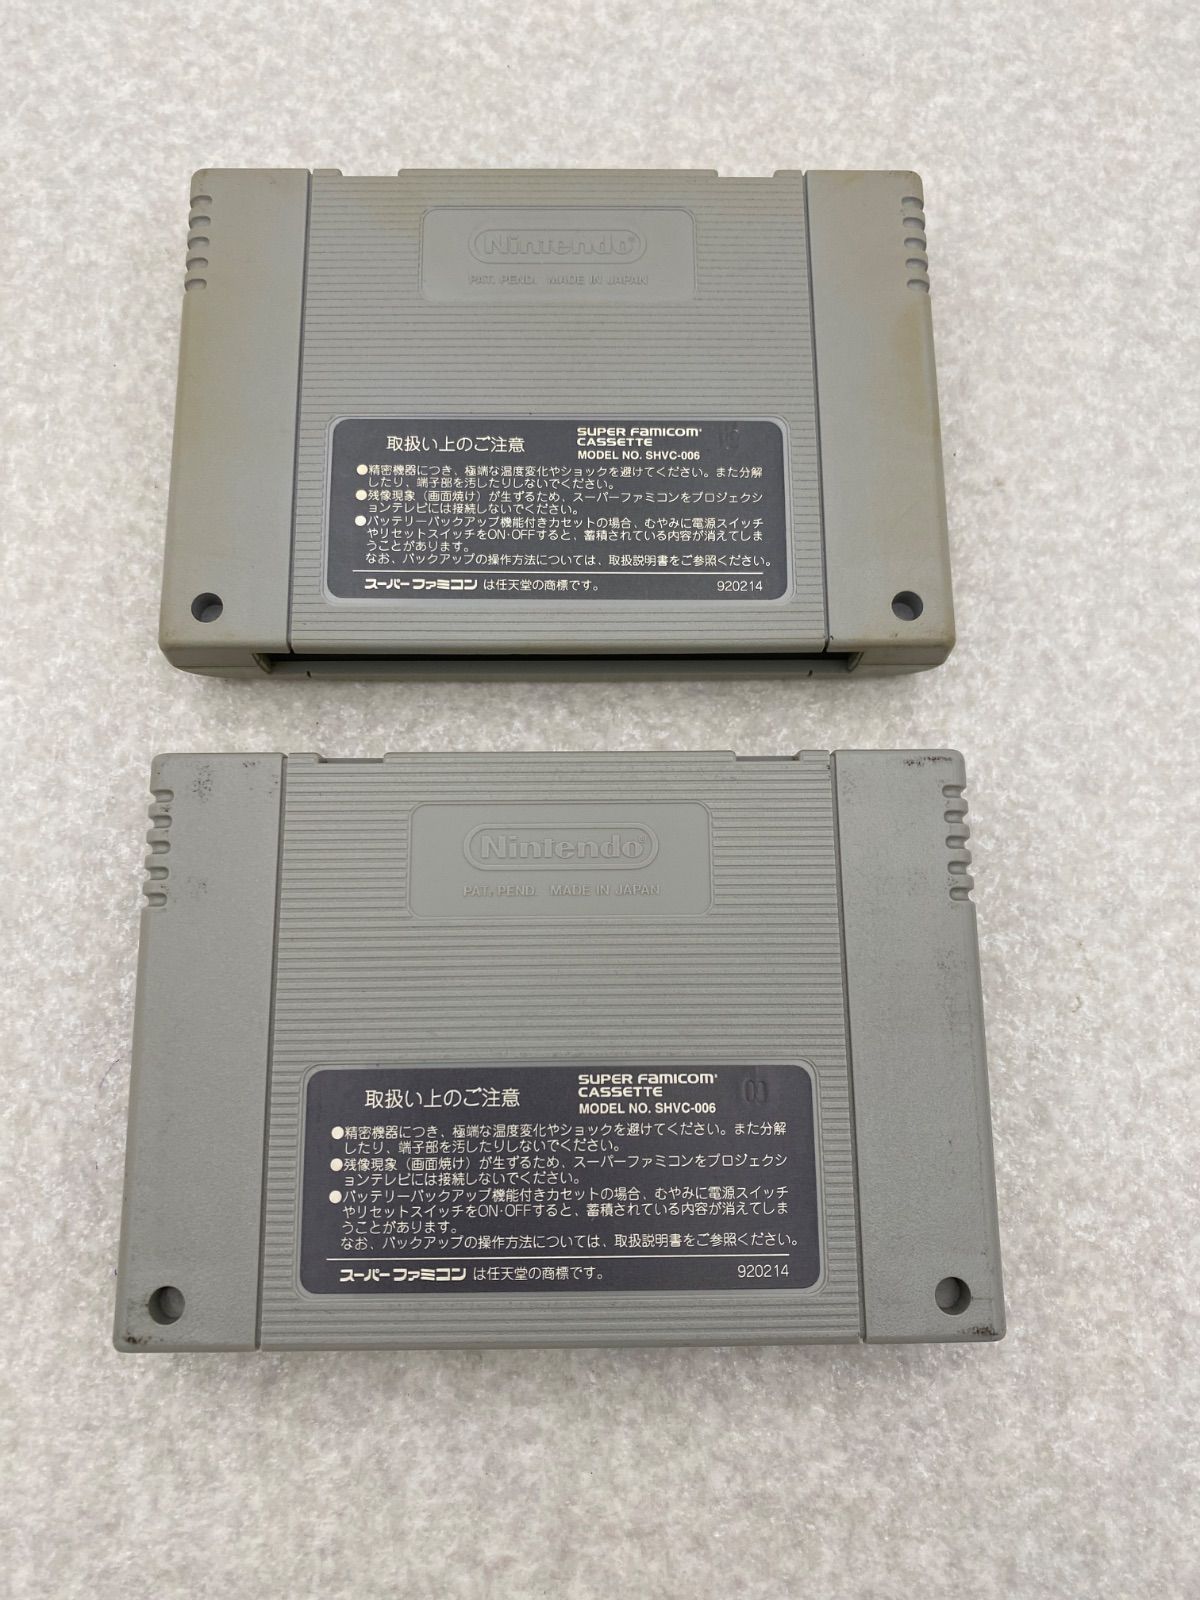 Nintendo
PAT. PEND. MADE IN JAPAN
取扱い上のご注意
SUPER FAMICOM
CASSETTE
MODEL NO. SHVC-006
●精密機器につき、極端な温度変化やショックを避けてください。また分解
したり、端子部を汚したりしないでください。
●残像現象（画面焼け）が生ずるため、スーパーファミコンをプロジェクシ
ョンテレビには接続しないでください。
●バッテリーバックアップ機能付きカセットの場合、むやみに電源スイッチ
やリセットスイッチをON·OFFすると、蓄積されている内容が消えてしま
うことがあります。
なお、バックアップの操作方法については、取扱説明書をご参照ください。
スーパーファミコン は任天堂の商標です。
920214
Nintendo
PAT. PEND. MADE IN JAPAN
取扱い上のご注意
SUPER FAMICOM
CASSETTE
MODEL NO. SHVC-006
●精密機器につき、極端な温度変化やショックを避けてください。また分解
したり、端子部を汚したりしないでください。
●残像現象（画面焼け）が生ずるため、スーパーファミコンをプロジェクシ
ョンテレビには接続しないでください。
●バッテリーバックアップ機能付きカセットの場合、むやみに電源スイッチ
やリセットスイッチをON·OFFすると、蓄積されている内容が消えてしま
うことがあります。
なお、バックアップの操作方法については、取扱説明書をご参照ください。
スーパーファミコン は任天堂の商標です。
920214